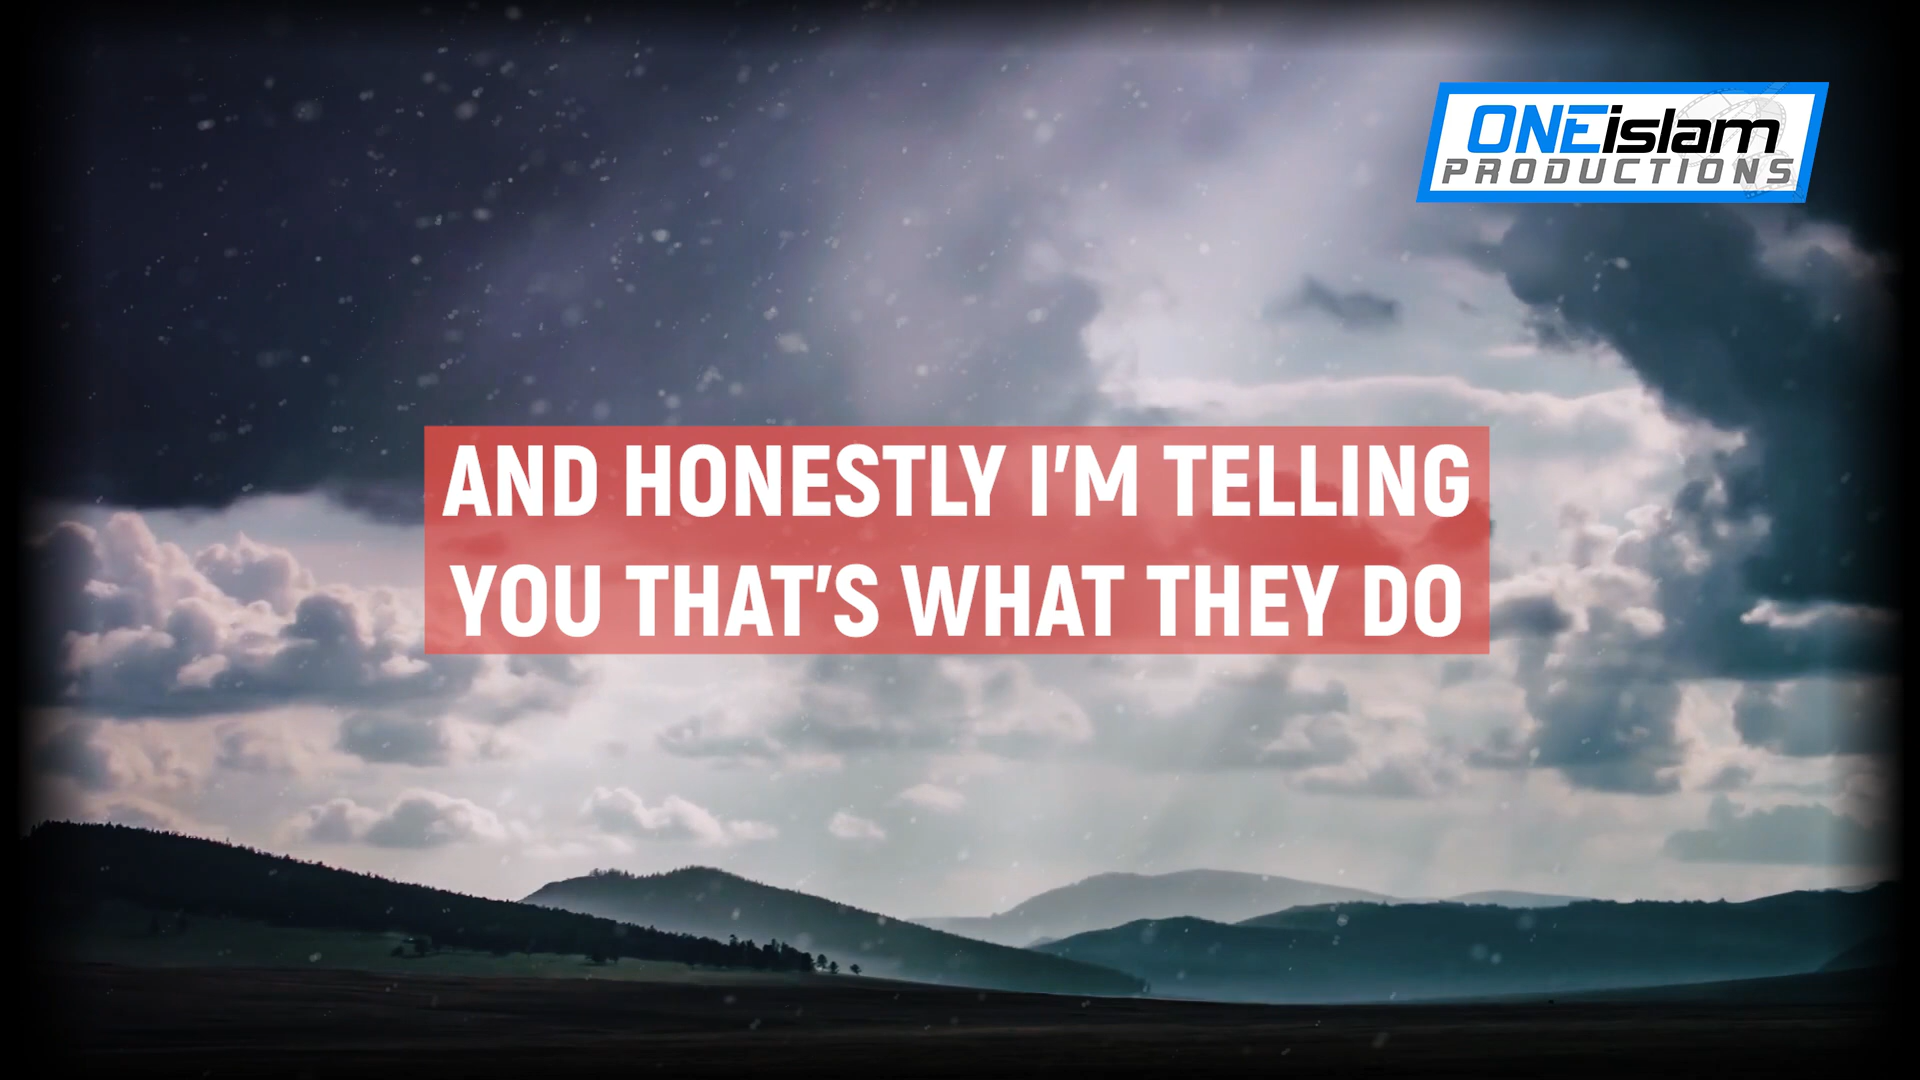 ONEislam
PRODUCTIONS
AND HONESTLY I'M TELLING
YOU THAT'S WHAT THEY DO